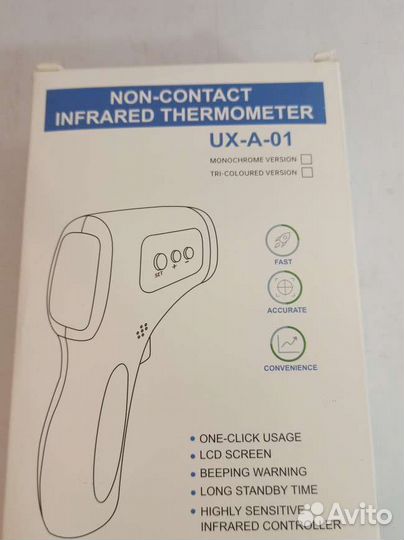 NON-CONTACT
INFRARED THERMOMETER
UX-A-01
MONOCHROME VERSION
TRI-COLOURED VERSION
SET
+
-
FAST
ACCURATE
CONVENIENCE
• ONE-CLICK USAGE
• LCD SCREEN
• BEEPING WARNING
• LONG STANDBY TIME
• HIGHLY SENSITIVE
INFRARED CONTROLLER
Avito